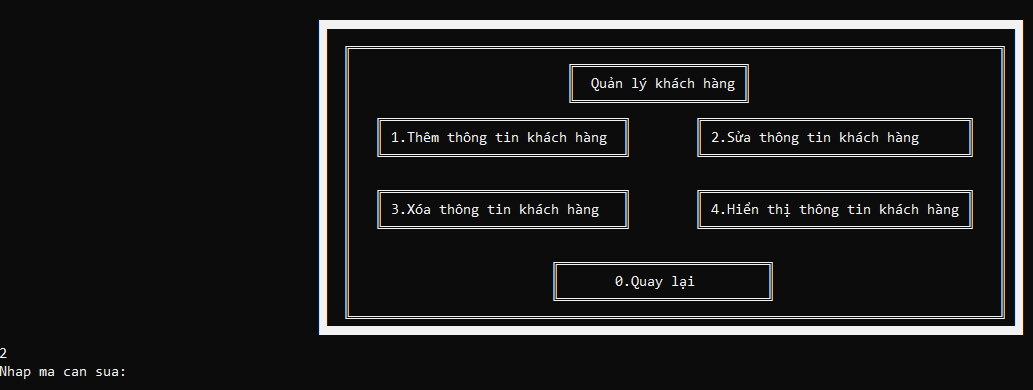 Quản lý khách hàng
1.Thêm thông tin khách hàng
2.Sửa thông tin khách hàng
3.Xóa thông tin khách hàng
4.Hiển thị thông tin khách hàng
0.Quay lại
2
Nhap ma can sua: